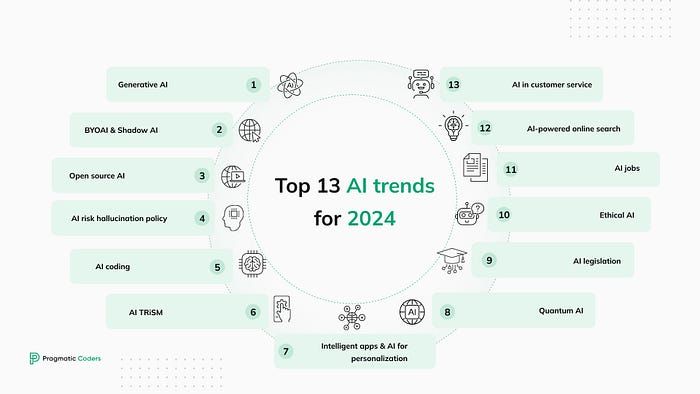 Top 13 AI trends
for 2024
Generative AI 1
BYOAI & Shadow AI 2
Open source AI 3
AI risk hallucination policy 4
AI coding 5
AI TRiSM 6
7 Intelligent apps & AI for
personalization
8 Quantum AI
9 AI legislation
10 Ethical AI
11 AI jobs
12 AI-powered online search
13 AI in customer service
AI
AI
AI
?
Pragmatic Coders